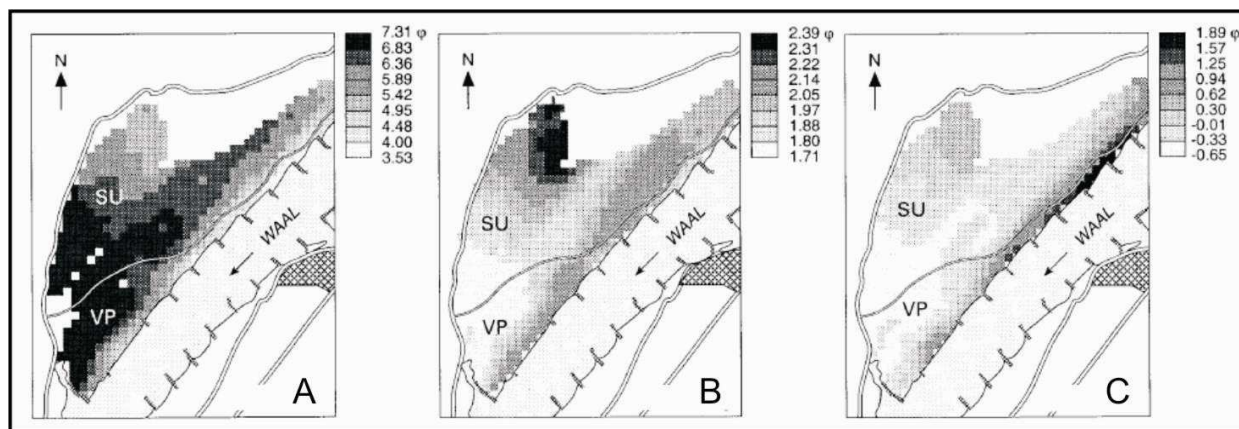 N
SU
VP
WAAL
A
7.31 φ
6.83
6.36
5.89
5.42
4.95
4.48
4.00
3.53
N
SU
VP
WAAL
B
2.39 φ
2.31
2.22
2.14
2.05
1.97
1.88
1.80
1.71
N
SU
VP
WAAL
C
1.89 φ
1.57
1.25
0.94
0.62
0.30
-0.01
-0.33
-0.65